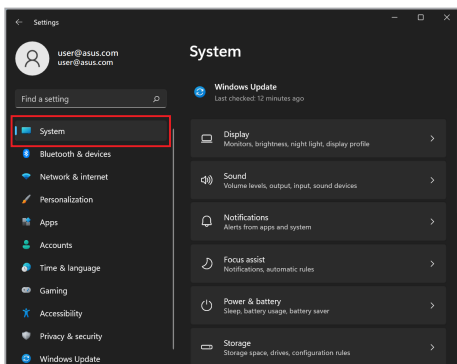 Settings
user@asus.com
user@asus.com
Find a setting
System
Bluetooth & devices
Network & internet
Personalization
Apps
Accounts
Time & language
Gaming
Accessibility
Privacy & security
Windows Update
System
Windows Update
Last checked: 12 minutes ago
Display
Monitors, brightness, night light, display profile
Sound
Volume levels, output, input, sound devices
Notifications
Alerts from apps and system
Focus assist
Notifications, automatic rules
Power & battery
Sleep, battery usage, battery saver
Storage
Storage space, drives, configuration rules